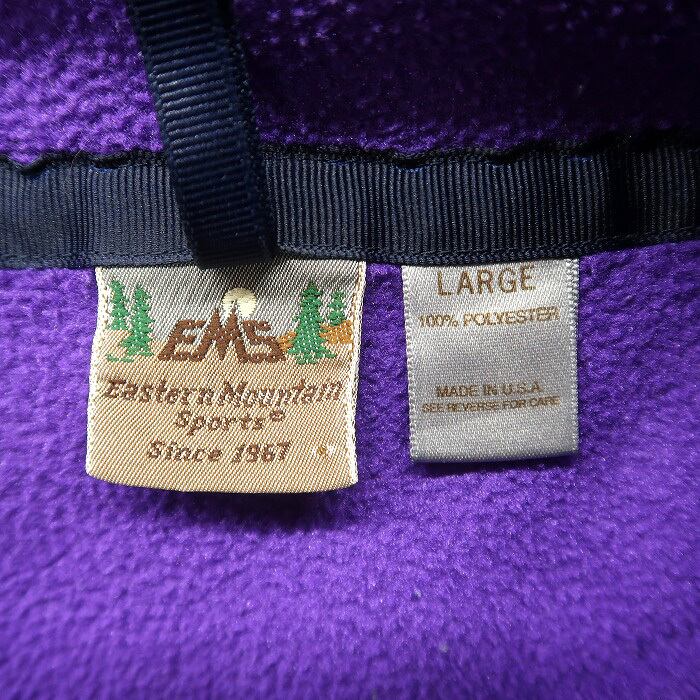 EMS
Eastern Mountain
Sports®
Since 1967
LARGE
100% POLYESTER
MADE IN U.S.A
SEE REVERSE FOR CARE